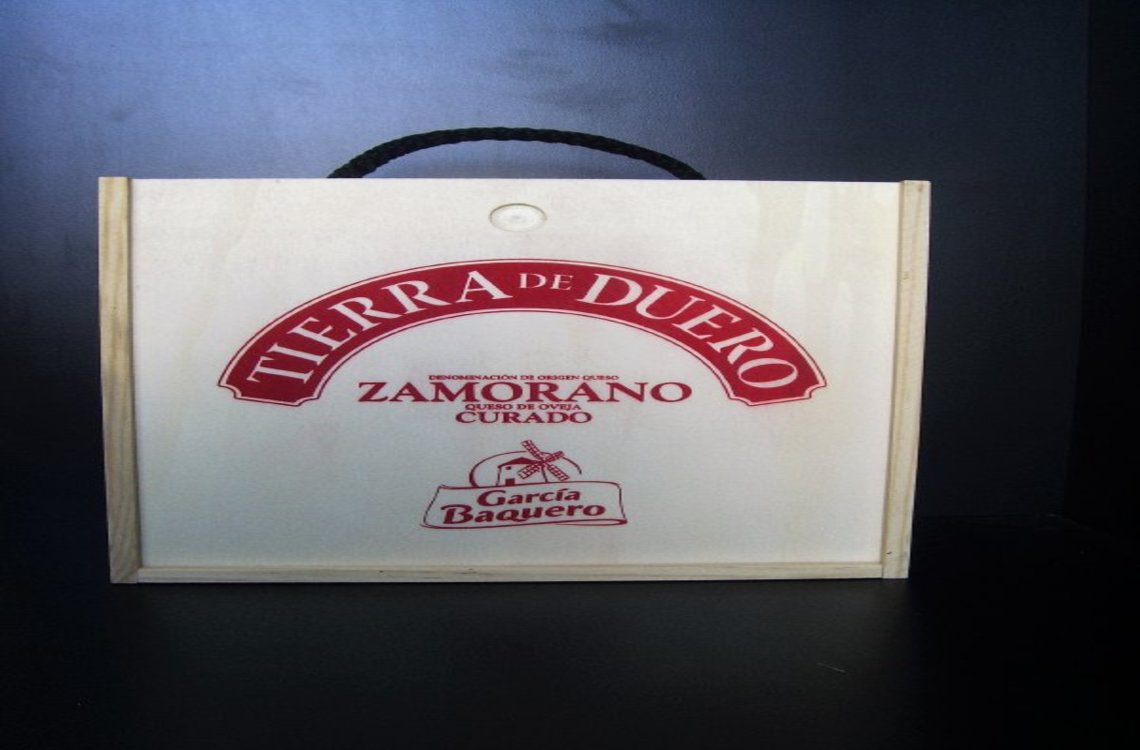 TIERRA DE DUERO
DENOMINACIÓN DE ORIGEN QUESO
ZAMORANO
QUESO DE OVEJA
CURADO
García
Baquero